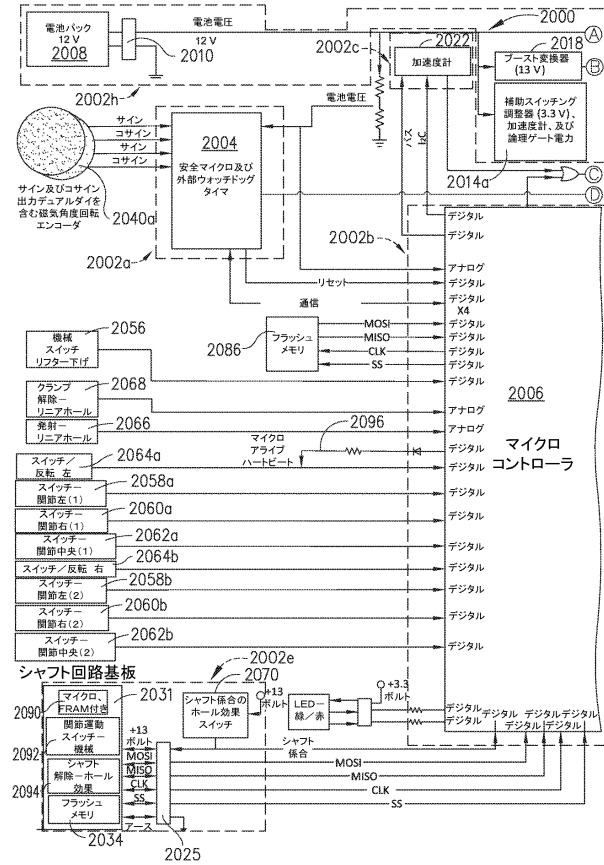 電池パック
12 V
2008
電池電圧
12 V
2010
2002h
2000
A
2002c
2022
加速度計
2018
ブースト変換器
(13 V)
B
補助スイッチング
調整器(3.3 V)、
加速度計、及び
論理ゲート電力
2014a
電池電圧
バス
I2C
C
D
サイン
コサイン
サイン
コサイン
2004
安全マイクロ及び
外部ウォッチドッグ
タイマ
サイン及びコサイン
出力デュアルダイを
含む磁気角度回転
エンコーダ
2040a
2002a
2002b
デジタル
デジタル
アナログ
リセット
デジタル
通信
デジタル
X4
2086
フラッシュ
メモリ
MOSI
デジタル
MISO
デジタル
CLK
デジタル
SS
デジタル
機械
スイッチ
リフター下げ
2056
デジタル
2006
マイクロ
コントローラ
クランプ
解除ー
リニアホール
2068
アナログ
発射ー
リニアホール
2066
アナログ
マイクロ
アライブ
ハートビート
2096
デジタル
スイッチ/
反転 左
2064a
デジタル
スイッチー
関節左(1)
2058a
デジタル
スイッチー
関節右(1)
2060a
デジタル
スイッチー
関節中央(1)
2062a
デジタル
スイッチ/反転 右
2064b
デジタル
スイッチー
関節左(2)
2058b
デジタル
スイッチー
関節右(2)
2060b
デジタル
スイッチー
関節中央(2)
2062b
デジタル
シャフト回路基板
2002e
2070
シャフト係合の
ホール効果
スイッチ
+13
ボルト
LED-
緑/赤
+3.3
ボルト
デジタル
デジタル
デジタル
デジタル
デジタル
デジタル
デジタル
2090
マイクロ、
FRAM付き
2031
2092
関節運動
スイッチー
機械
2094
シャフト
解除ーホール
効果
フラッシュ
メモリ
2034
+13
ボルト
MOSI
MISO
CLK
SS
アース
2025
シャフト
係合
MOSI
MISO
CLK
SS